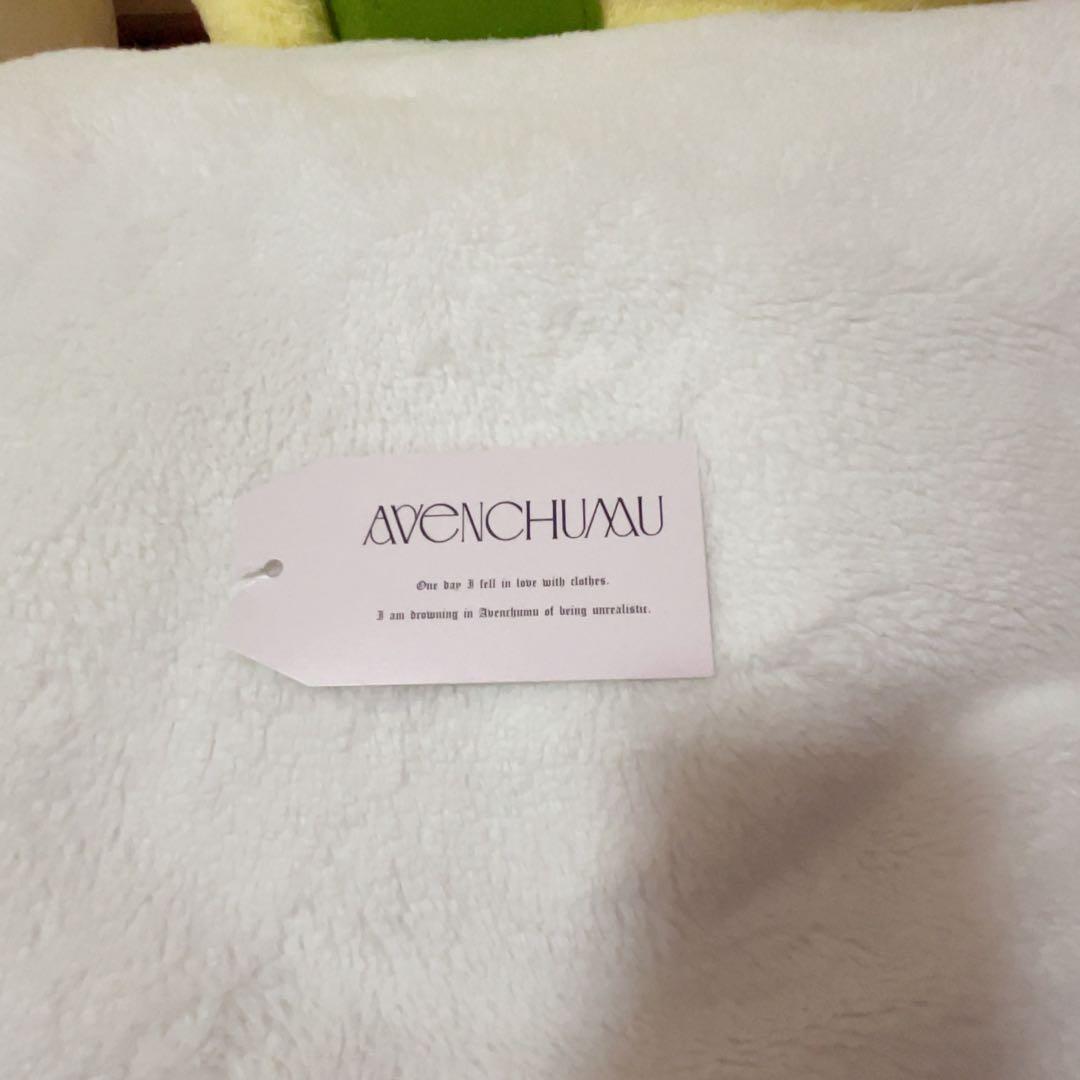 AVENCHUMU
One day I fell in love with clothes.
I am drowning in Avenchumu of being unrealistic.